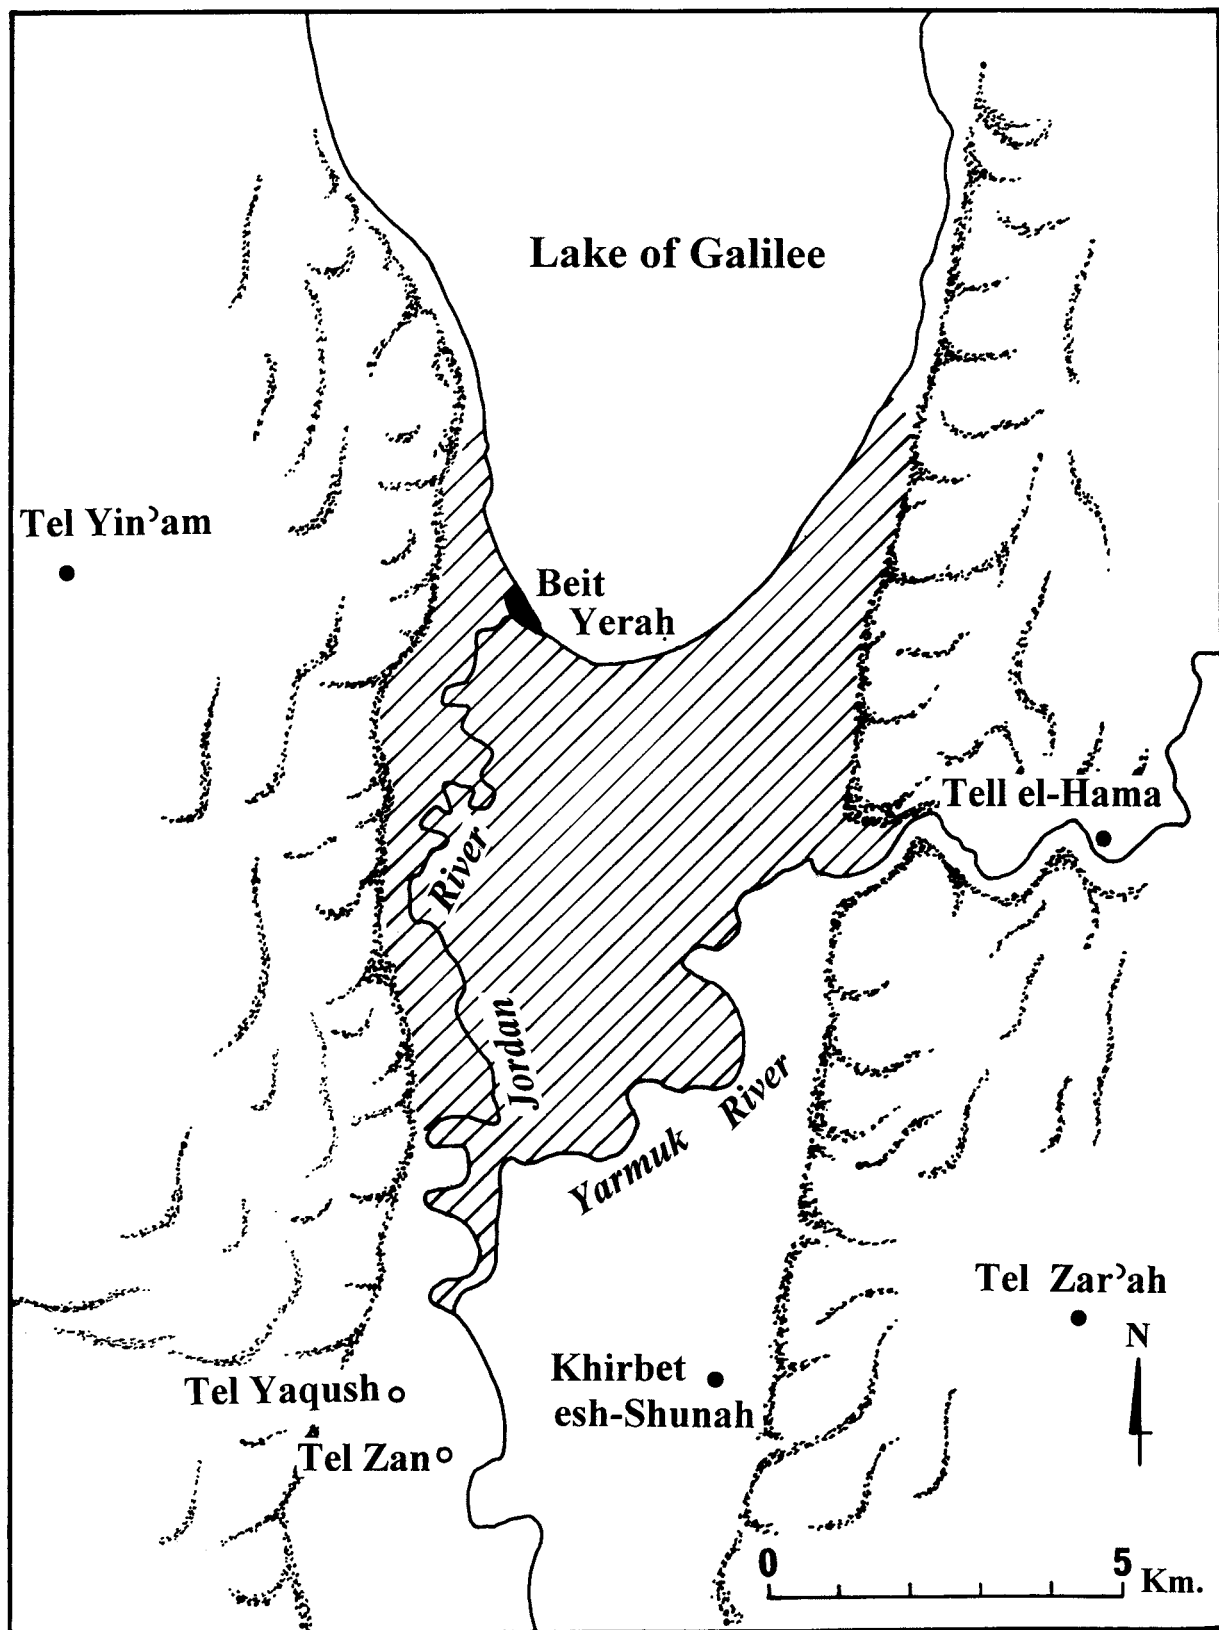 Lake of Galilee
Tel Yinʾam
Beit
Yerah
Tell el-Hama
River
Jordan
River
Yarmuk
Tel Zarʾah
N
Khirbet
esh-Shunah
Tel Yaqush
Tel Zan
0 5 Km.